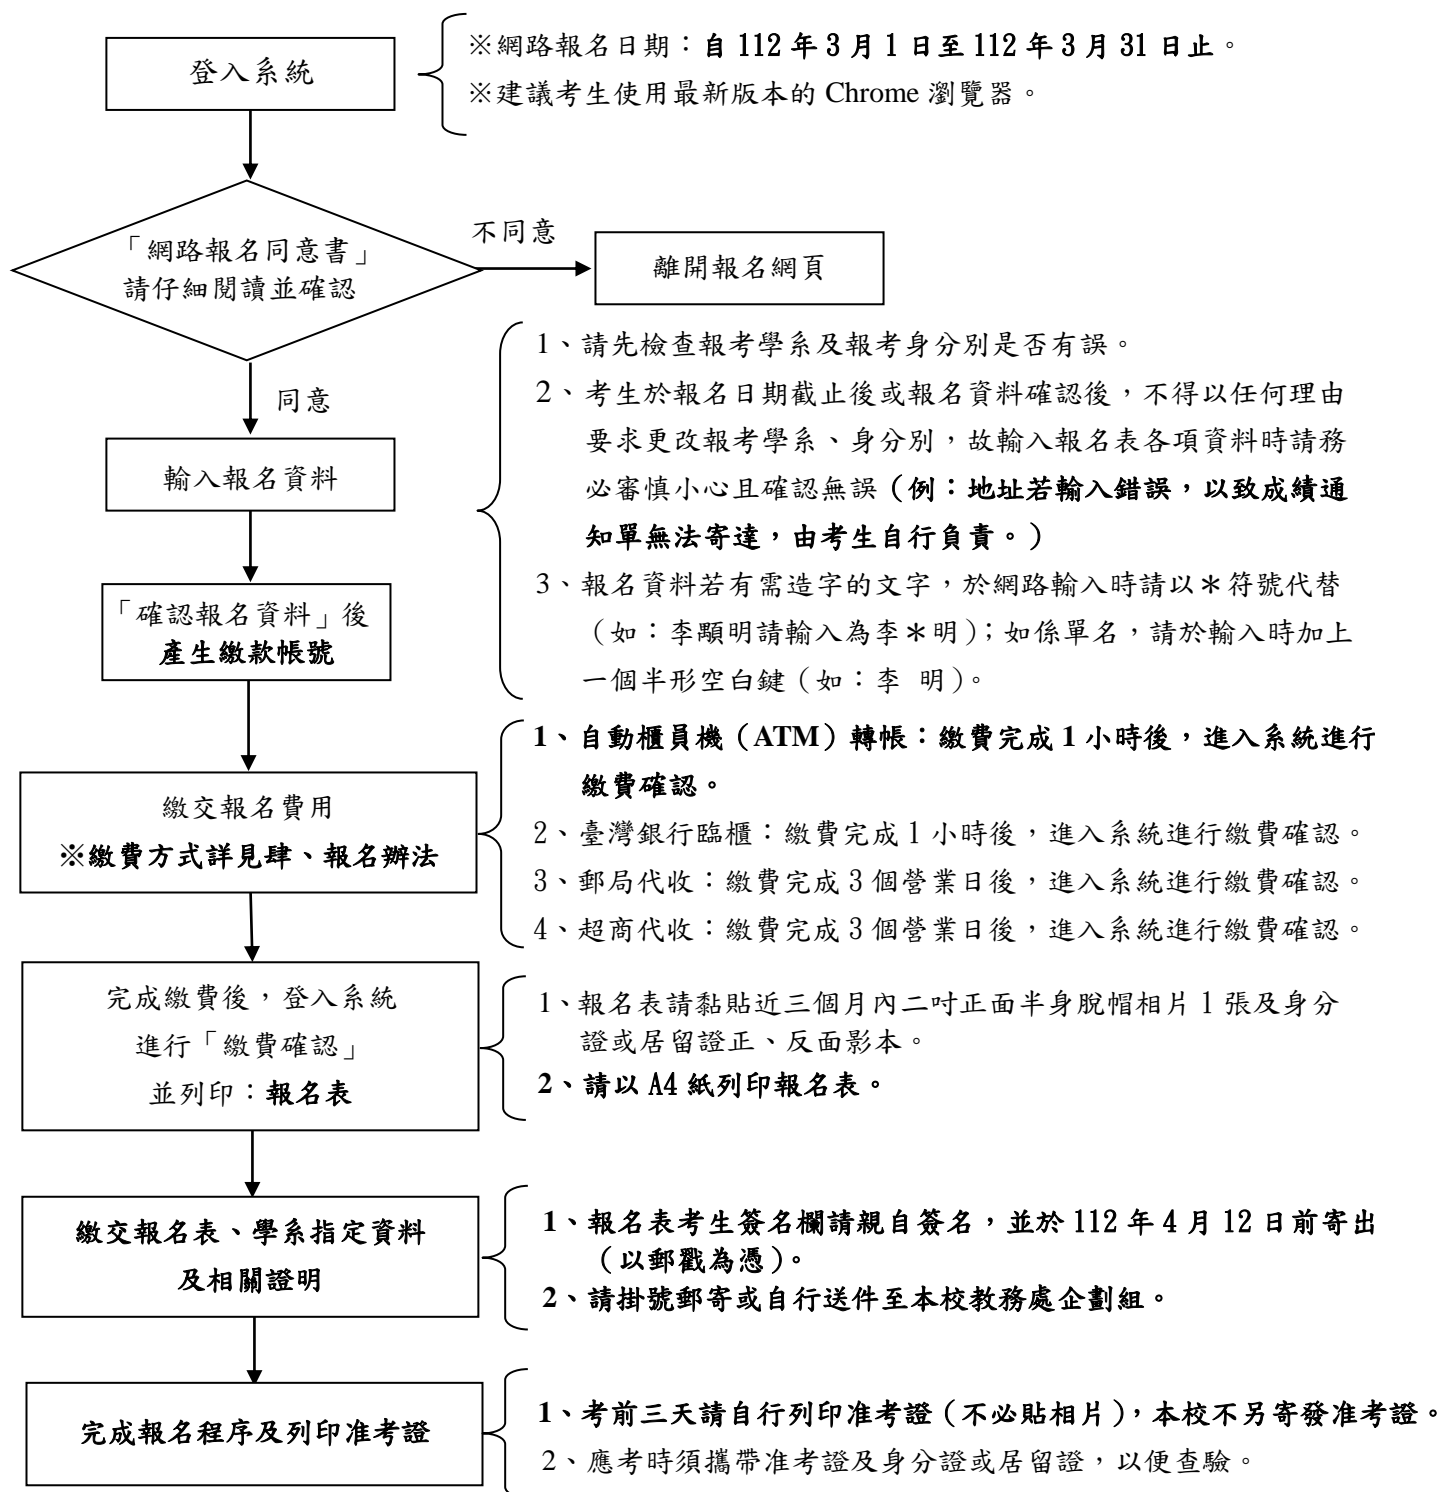 登入系統
※網路報名日期：自 112 年 3 月 1 日至 112 年 3 月 31 日止。
※建議考生使用最新版本的 Chrome 瀏覽器。
「網路報名同意書」
請仔細閱讀並確認
不同意
離開報名網頁
同意
輸入報名資料
「確認報名資料」後
產生繳款帳號
1、請先檢查報考學系及報考身分別是否有誤。
2、考生於報名日期截止後或報名資料確認後，不得以任何理由
要求更改報考學系、身分別，故輸入報名表各項資料時請務
必審慎小心且確認無誤（例：地址若輸入錯誤，以致成績通
知單無法寄達，由考生自行負責。）
3、報名資料若有需造字的文字，於網路輸入時請以＊符號代替
（如：李顒明請輸入為李＊明）；如係單名，請於輸入時加上
一個半形空白鍵（如：李 明）。
繳交報名費用
※繳費方式詳見肆、報名辦法
1、自動櫃員機（ATM）轉帳：繳費完成 1 小時後，進入系統進行
繳費確認。
2、臺灣銀行臨櫃：繳費完成 1 小時後，進入系統進行繳費確認。
3、郵局代收：繳費完成 3 個營業日後，進入系統進行繳費確認。
4、超商代收：繳費完成 3 個營業日後，進入系統進行繳費確認。
完成繳費後，登入系統
進行「繳費確認」
並列印：報名表
1、報名表請黏貼近三個月內二吋正面半身脫帽相片 1 張及身分
證或居留證正、反面影本。
2、請以 A4 紙列印報名表。
繳交報名表、學系指定資料
及相關證明
1、報名表考生簽名欄請親自簽名，並於 112 年 4 月 12 日前寄出
（以郵戳為憑）。
2、請掛號郵寄或自行送件至本校教務處企劃組。
完成報名程序及列印准考證
1、考前三天請自行列印准考證（不必貼相片），本校不另寄發准考證。
2、應考時須攜帶准考證及身分證或居留證，以便查驗。